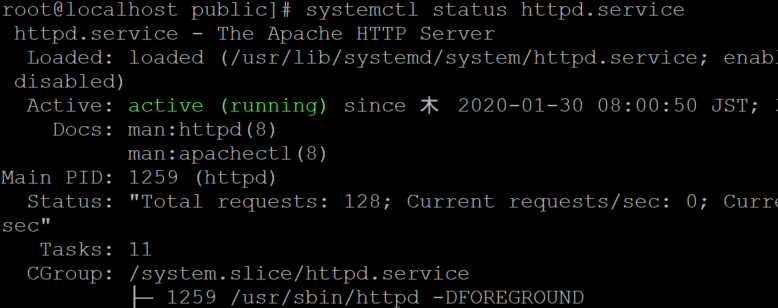 root@localhost public]# systemctl status httpd.service
httpd.service - The Apache HTTP Server
Loaded: loaded (/usr/lib/systemd/system/httpd.service; enabl
disabled)
Active: active (running) since 木 2020-01-30 08:00:50 JST;
Docs: man:httpd(8)
man:apachectl(8)
Main PID: 1259 (httpd)
Status: "Total requests: 128; Current requests/sec: 0; Curre
sec"
Tasks: 11
CGroup: /system.slice/httpd.service
├─ 1259 /usr/sbin/httpd -DFOREGROUND